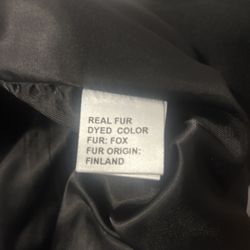 REAL FUR
DYED COLOR
FUR: FOX
FUR ORIGIN:
FINLAND